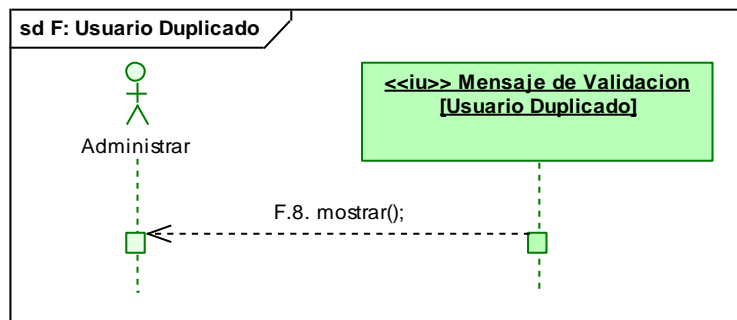 sd F: Usuario Duplicado
<<iu>> Mensaje de Validacion
[Usuario Duplicado]
Administrar
F.8. mostrar();